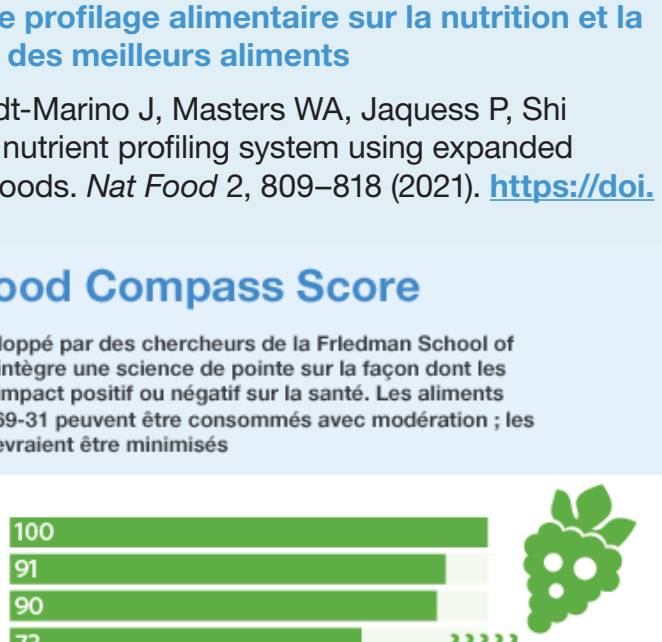 e profilage alimentaire sur la nutrition et la
des meilleurs aliments
dt-Marino J, Masters WA, Jaquess P, Shi
nutrient profiling system using expanded
oods. Nat Food 2, 809–818 (2021). https://doi.
ood Compass Score
loppé par des chercheurs de la Frledman School of
intègre une science de pointe sur la façon dont les
impact positif ou négatif sur la santé. Les aliments
69-31 peuvent être consommés avec modération ; les
evraient être minimisés
100
91
90
73